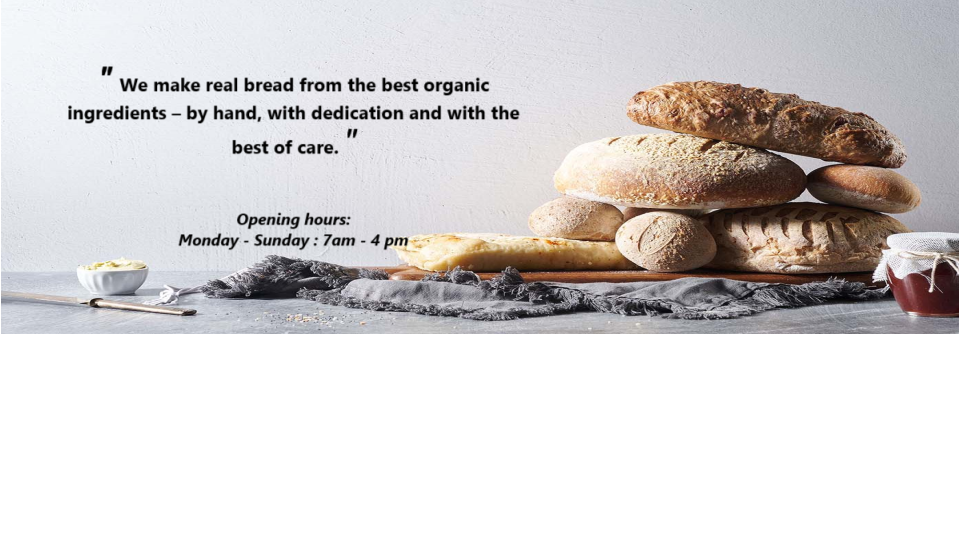 " We make real bread from the best organic
ingredients – by hand, with dedication and with the
best of care. "
Opening hours:
Monday - Sunday : 7am - 4 pm